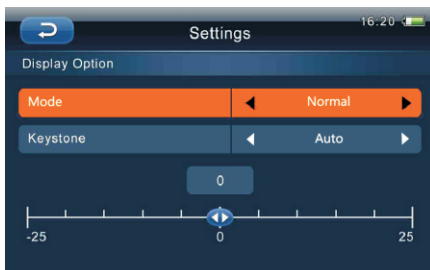 16:20
Settings
Display Option
Mode Normal
Keystone Auto
0
-25 0 25